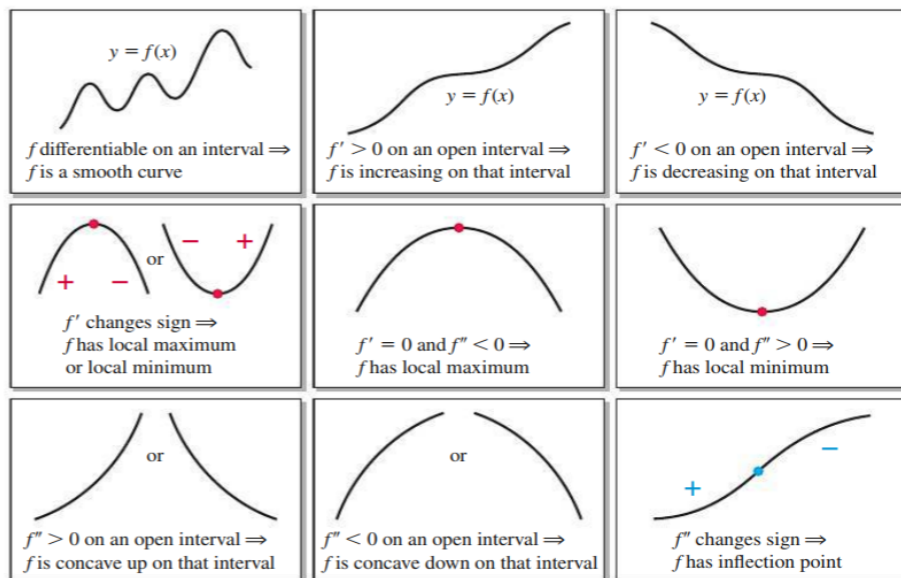 y = f(x)
f differentiable on an interval ⇒
f is a smooth curve
y = f(x)
f′ > 0 on an open interval ⇒
f is increasing on that interval
y = f(x)
f′ < 0 on an open interval ⇒
f is decreasing on that interval
+ − or − +
f′ changes sign ⇒
f has local maximum
or local minimum
f′ = 0 and f″ < 0 ⇒
f has local maximum
f′ = 0 and f″ > 0 ⇒
f has local minimum
or
f″ > 0 on an open interval ⇒
f is concave up on that interval
or
f″ < 0 on an open interval ⇒
f is concave down on that interval
+ −
f″ changes sign ⇒
f has inflection point